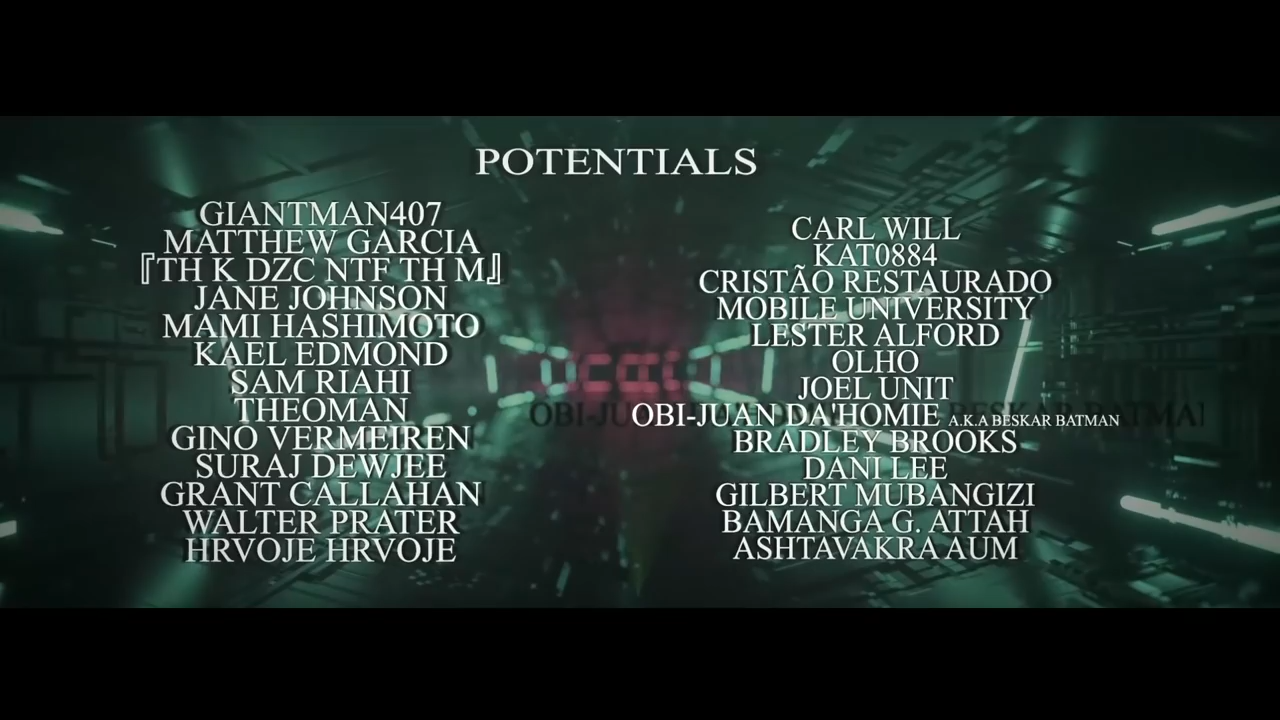 POTENTIALS
GIANTMAN407
MATTHEW GARCIA
『TH K DZC NTF TH M』
JANE JOHNSON
MAMI HASHIMOTO
KAEL EDMOND
SAM RIAHI
THEOMAN
GINO VERMEIREN
SURAJ DEWJEE
GRANT CALLAHAN
WALTER PRATER
HRVOJE HRVOJE
CARL WILL
KAT0884
CRISTÃO RESTAURADO
MOBILE UNIVERSITY
LESTER ALFORD
OLHO
JOEL UNIT
OBI-JUAN DA'HOMIE A.K.A BESKAR BATMAN
BRADLEY BROOKS
DANI LEE
GILBERT MUBANGIZI
BAMANGA G. ATTAH
ASHTAVAKRA AUM